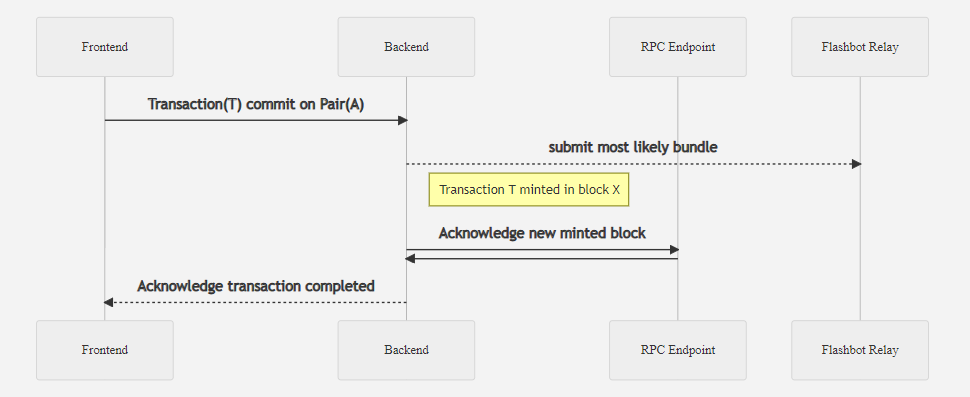 Frontend
Backend
RPC Endpoint
Flashbot Relay
Transaction(T) commit on Pair(A)
submit most likely bundle
Transaction T minted in block X
Acknowledge new minted block
Acknowledge transaction completed
Frontend
Backend
RPC Endpoint
Flashbot Relay